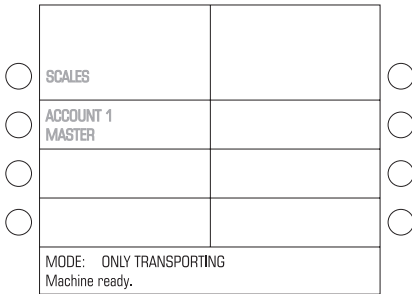 SCALES
ACCOUNT 1
MASTER
MODE: ONLY TRANSPORTING
Machine ready.